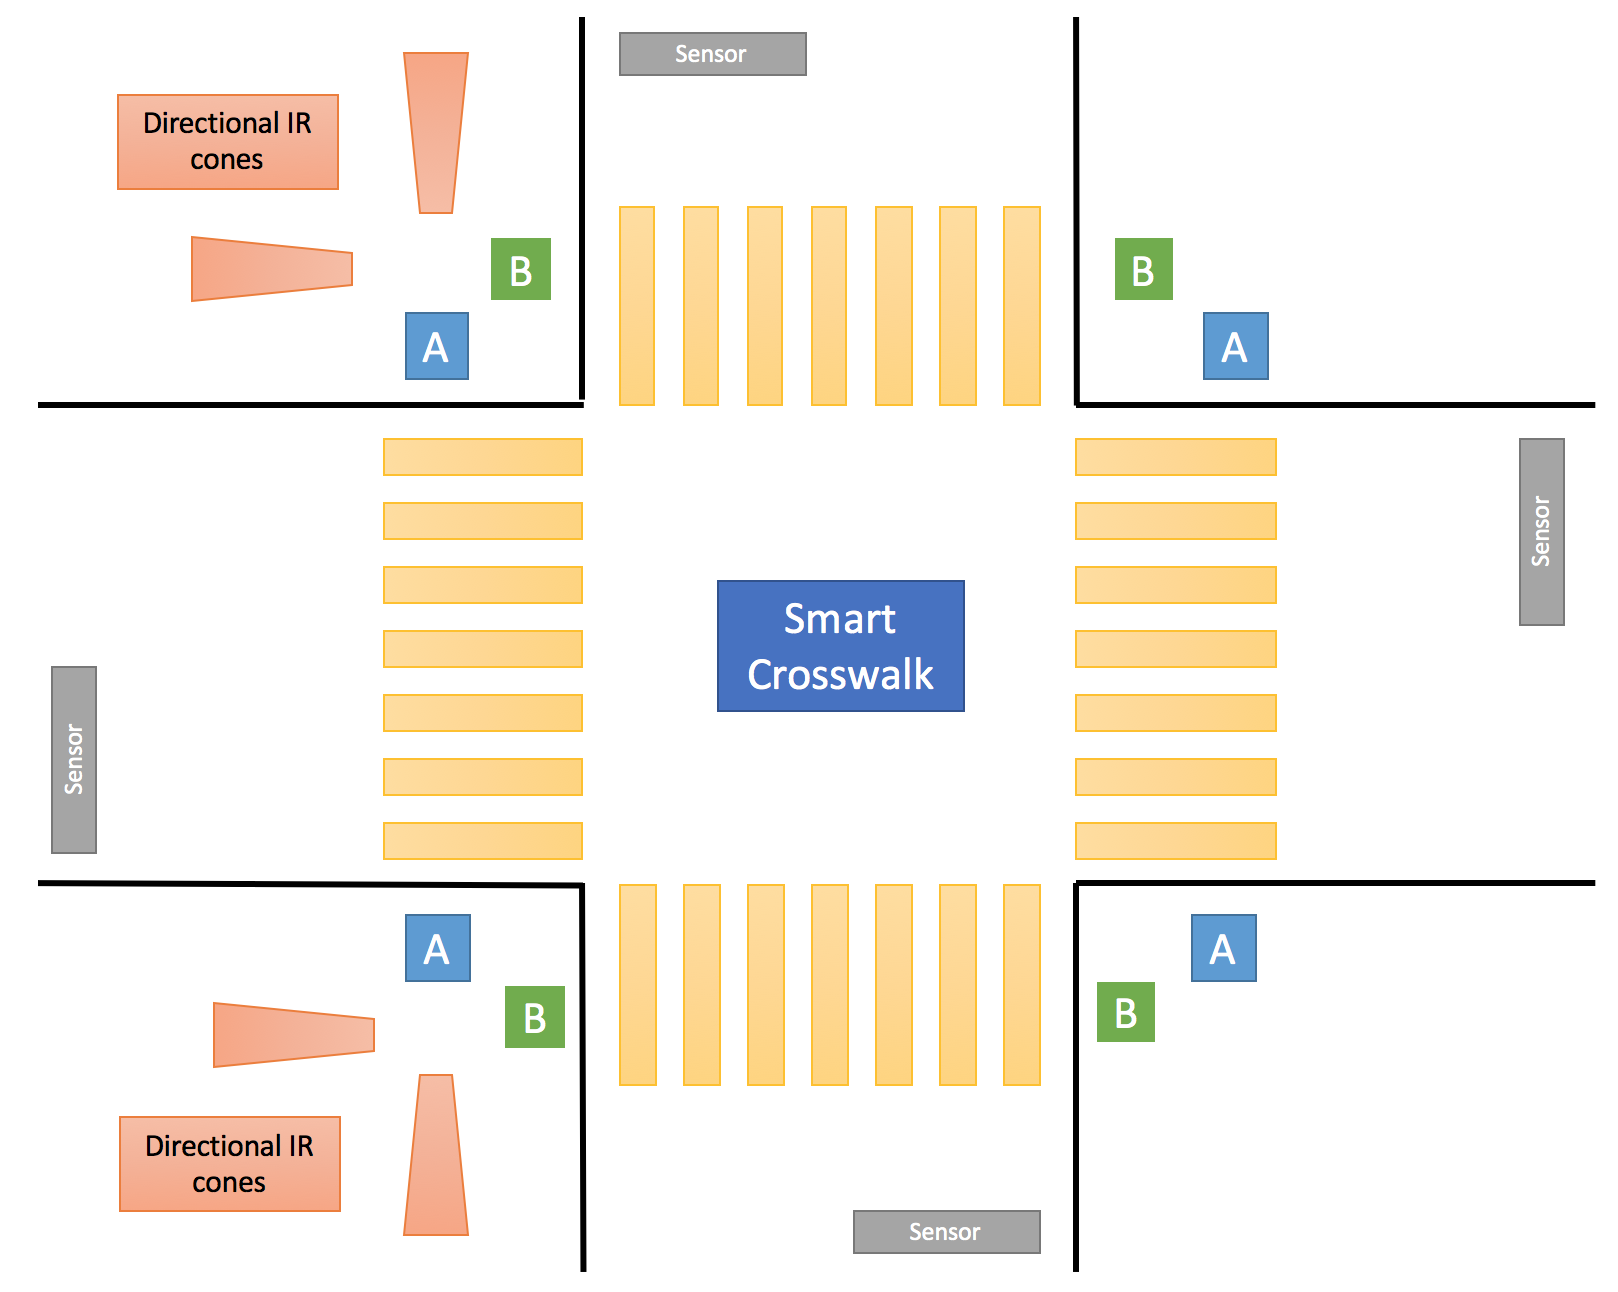 Sensor
Directional IR
cones
B
A
B
A
Sensor
Smart
Crosswalk
Sensor
A
B
A
B
Directional IR
cones
Sensor